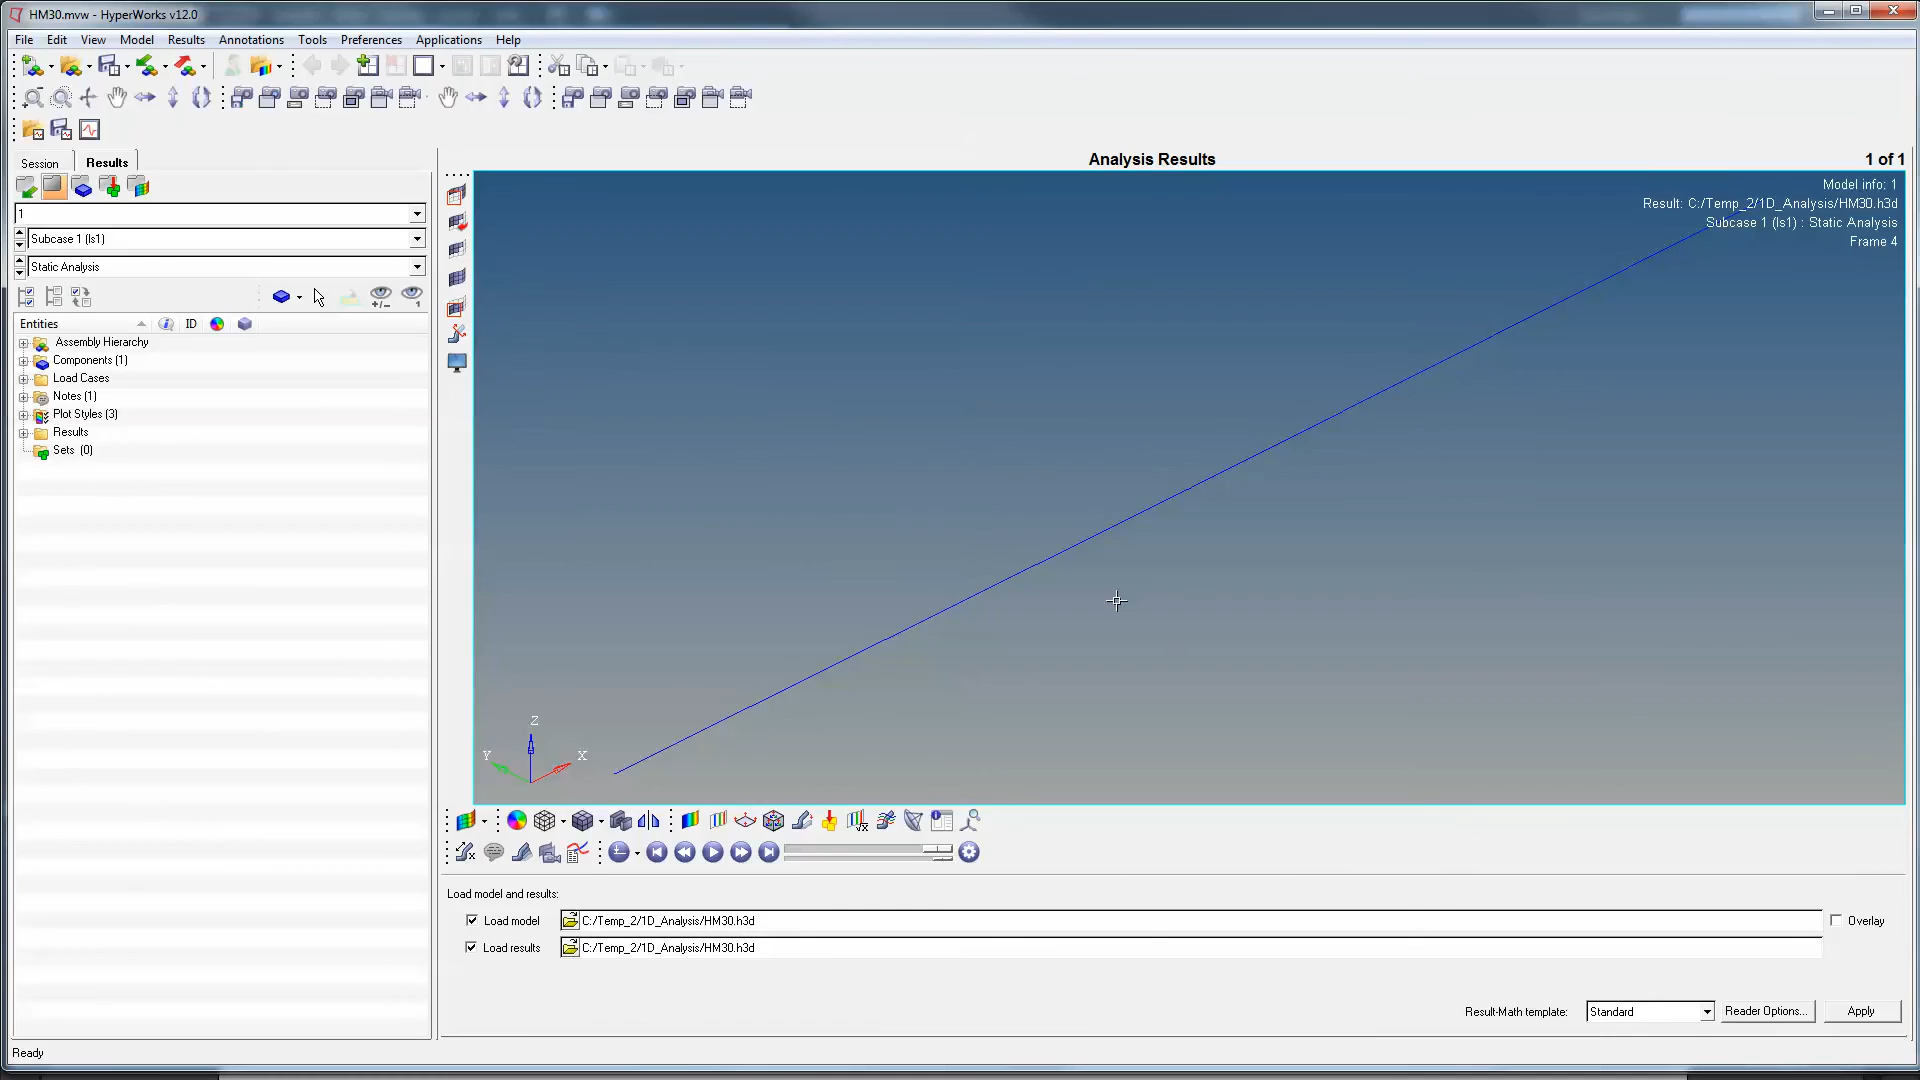 HM30.mvw - HyperWorks v12.0
File Edit View Model Results Annotations Tools Preferences Applications Help
Session Results
Analysis Results 1 of 1
1
Subcase 1 (ls1)
Static Analysis
Entities ID
Assembly Hierarchy
Components (1)
Load Cases
Notes (1)
Plot Styles (3)
Results
Sets (0)
Model info: 1
Result: C:/Temp_2/1D_Analysis/HM30.h3d
Subcase 1 (ls1) : Static Analysis
Frame 4
Z
Y X
Load model and results:
Load model C:/Temp_2/1D_Analysis/HM30.h3d Overlay
Load results C:/Temp_2/1D_Analysis/HM30.h3d
Result-Math template: Standard Reader Options... Apply
Ready